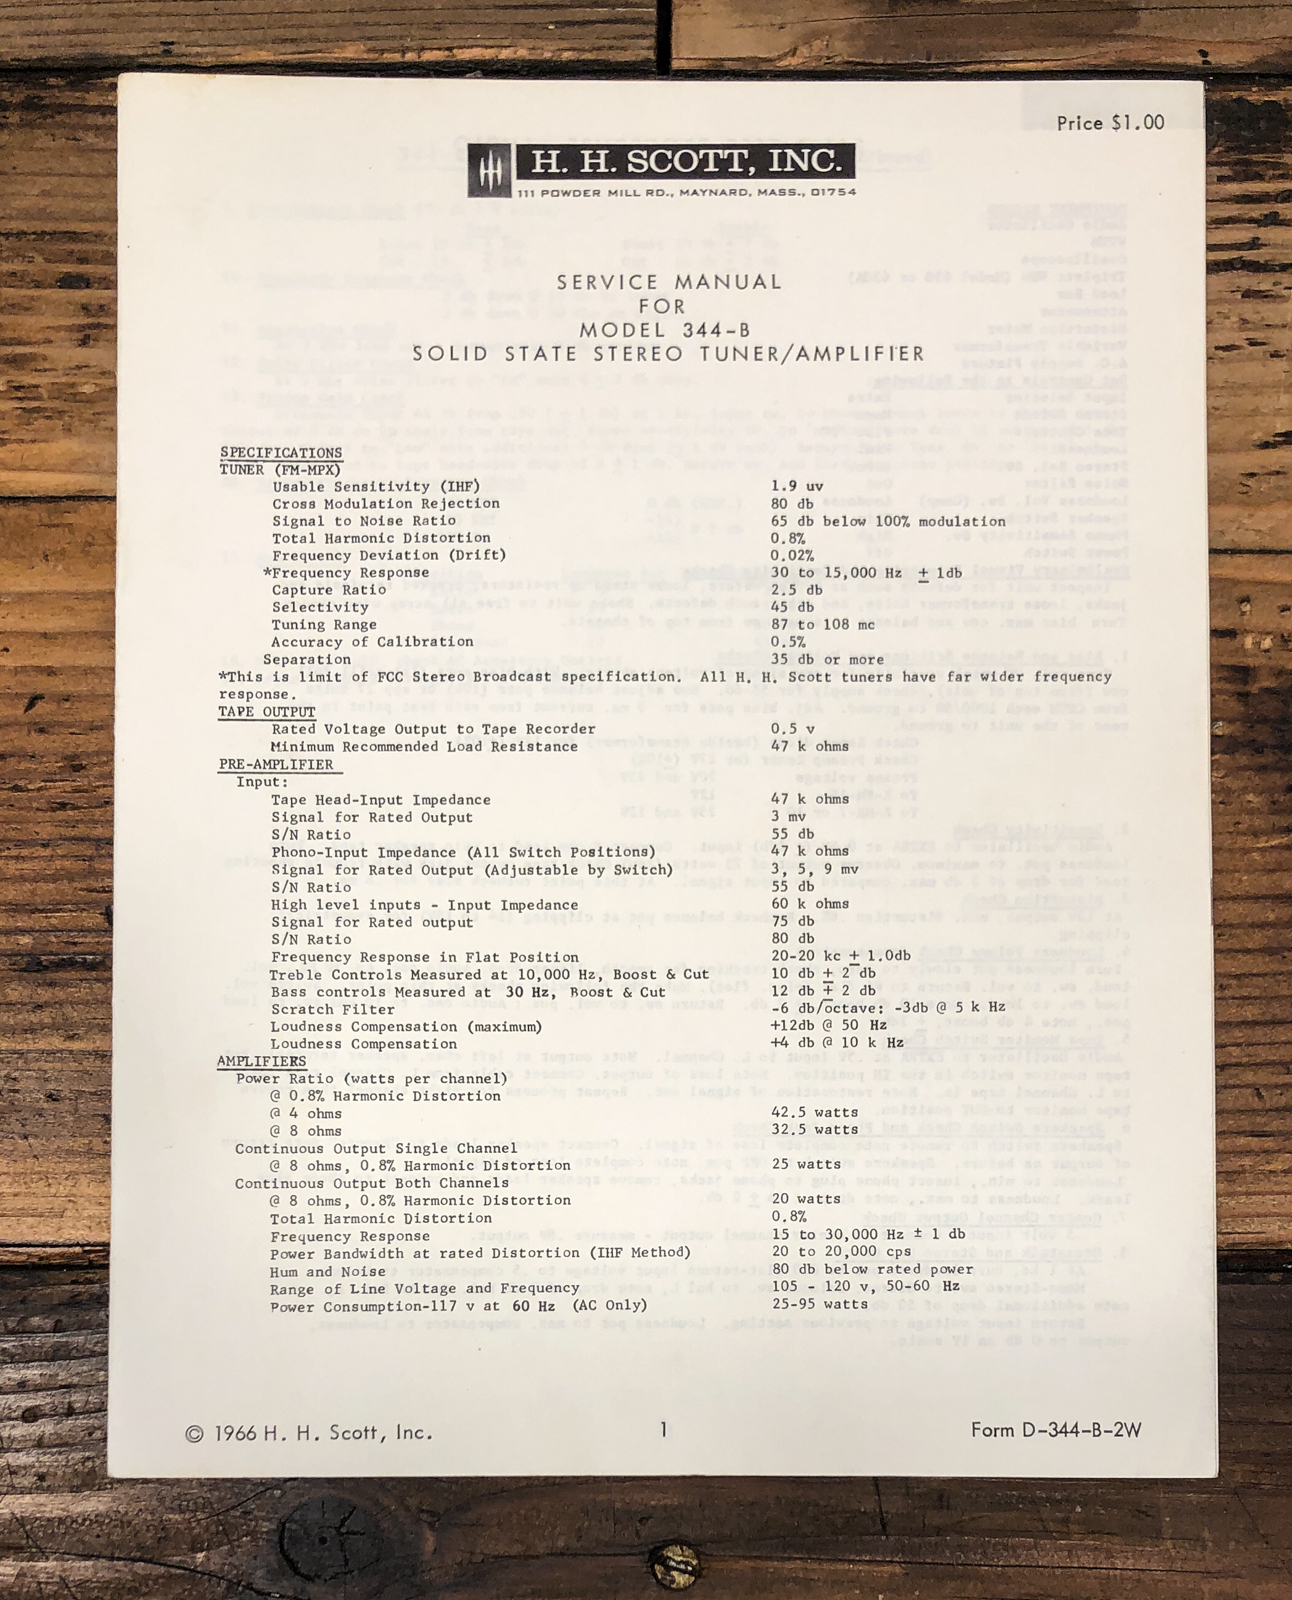 Price $1.00
H. H. SCOTT, INC.
111 POWDER MILL RD., MAYNARD, MASS., 01754
SERVICE MANUAL
FOR
MODEL 344-B
SOLID STATE STEREO TUNER/AMPLIFIER
SPECIFICATIONS
TUNER (FM-MPX)
Usable Sensitivity (IHF) 1.9 uv
Cross Modulation Rejection 80 db
Signal to Noise Ratio 65 db below 100% modulation
Total Harmonic Distortion 0.8%
Frequency Deviation (Drift) 0.02%
*Frequency Response 30 to 15,000 Hz ± 1db
Capture Ratio 2.5 db
Selectivity 45 db
Tuning Range 87 to 108 mc
Accuracy of Calibration 0.5%
Separation 35 db or more
*This is limit of FCC Stereo Broadcast specification. All H. H. Scott tuners have far wider frequency
response.
TAPE OUTPUT
Rated Voltage Output to Tape Recorder 0.5 v
Minimum Recommended Load Resistance 47 k ohms
PRE-AMPLIFIER
Input:
Tape Head-Input Impedance 47 k ohms
Signal for Rated Output 3 mv
S/N Ratio 55 db
Phono-Input Impedance (All Switch Positions) 47 k ohms
Signal for Rated Output (Adjustable by Switch) 3, 5, 9 mv
S/N Ratio 55 db
High level inputs - Input Impedance 60 k ohms
Signal for Rated output 75 db
S/N Ratio 80 db
Frequency Response in Flat Position 20-20 kc ± 1.0db
Treble Controls Measured at 10,000 Hz, Boost & Cut 10 db ± 2 db
Bass controls Measured at 30 Hz, Boost & Cut 12 db ∓ 2 db
Scratch Filter -6 db/octave: -3db @ 5 k Hz
Loudness Compensation (maximum) +12db @ 50 Hz
Loudness Compensation +4 db @ 10 k Hz
AMPLIFIERS
Power Ratio (watts per channel)
@ 0.8% Harmonic Distortion
@ 4 ohms 42.5 watts
@ 8 ohms 32.5 watts
Continuous Output Single Channel
@ 8 ohms, 0.8% Harmonic Distortion 25 watts
Continuous Output Both Channels
@ 8 ohms, 0.8% Harmonic Distortion 20 watts
Total Harmonic Distortion 0.8%
Frequency Response 15 to 30,000 Hz ± 1 db
Power Bandwidth at rated Distortion (IHF Method) 20 to 20,000 cps
Hum and Noise 80 db below rated power
Range of Line Voltage and Frequency 105 - 120 v, 50-60 Hz
Power Consumption-117 v at 60 Hz (AC Only) 25-95 watts
© 1966 H. H. Scott, Inc. 1 Form D-344-B-2W